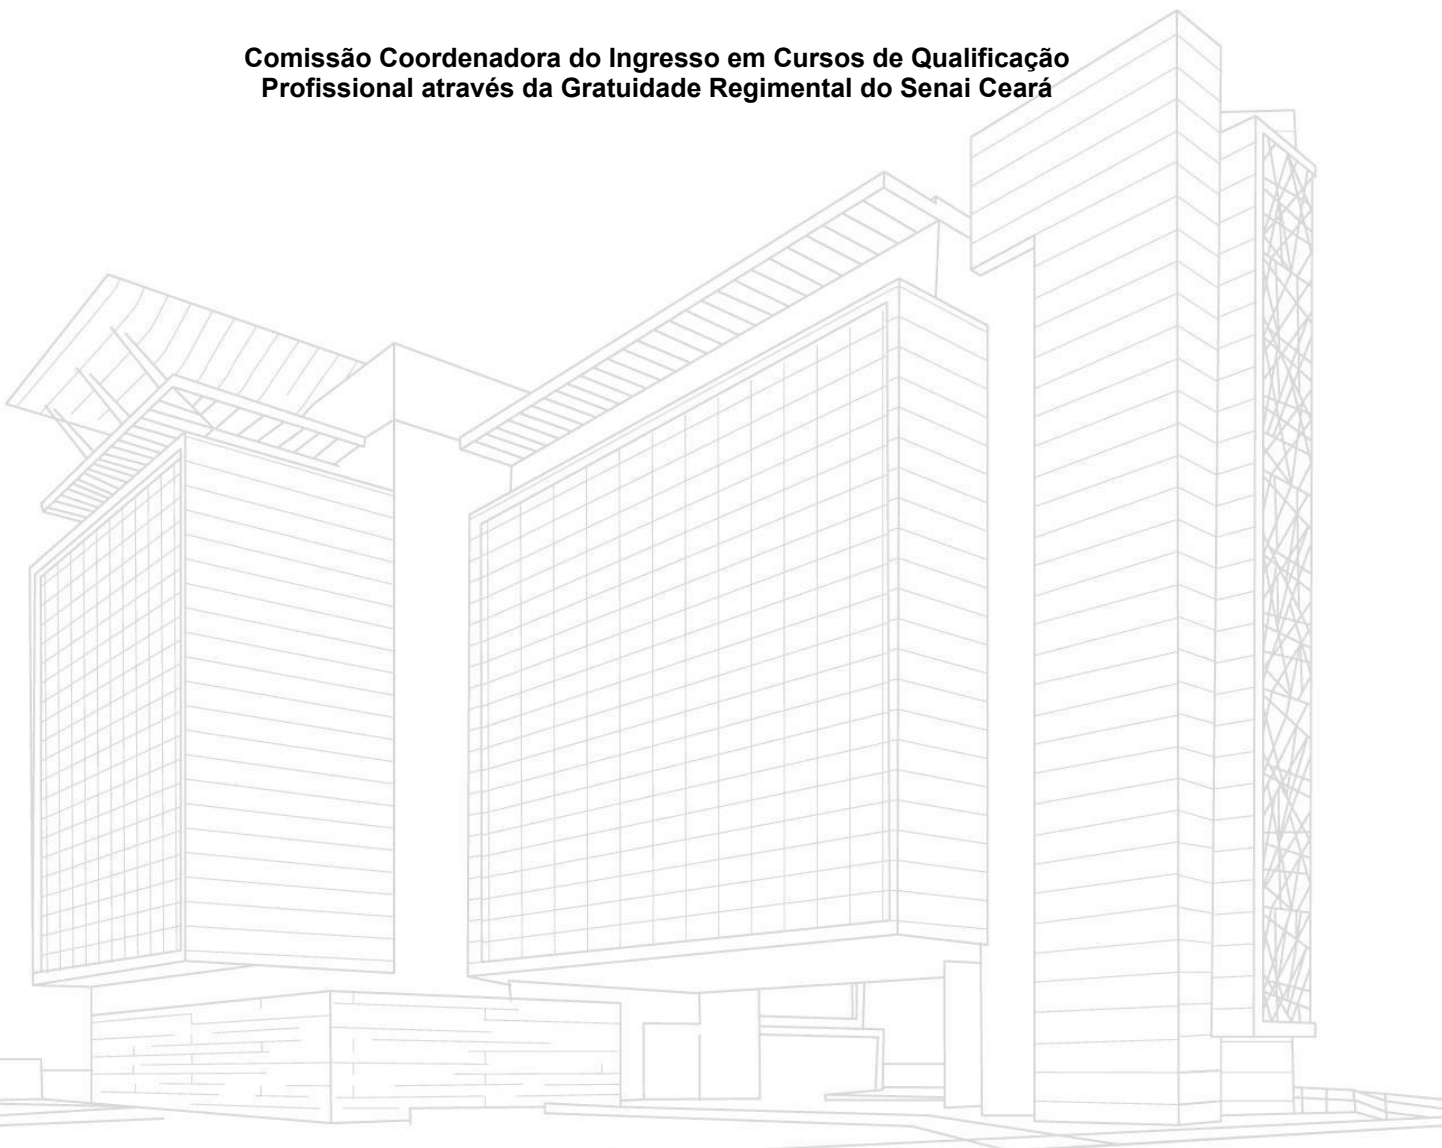 Comissão Coordenadora do Ingresso em Cursos de Qualificação
Profissional através da Gratuidade Regimental do Senai Ceará